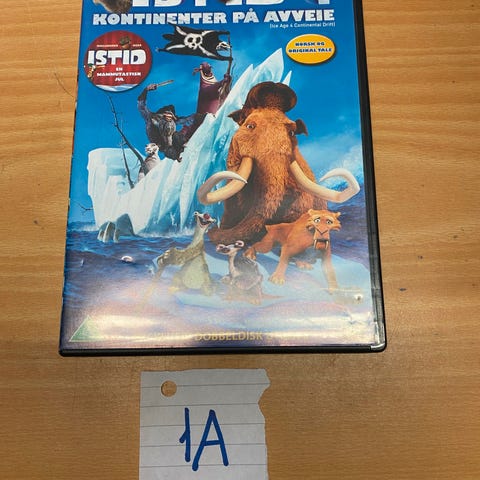 ISTID 4
KONTINENTER PÅ AVVEIE
(Ice Age 4 Continental Drift)
NORSK OG
ORIGINAL TALE
ISTID
EN
MAMMUTASTISK
JUL
DOBBELDISK
1A